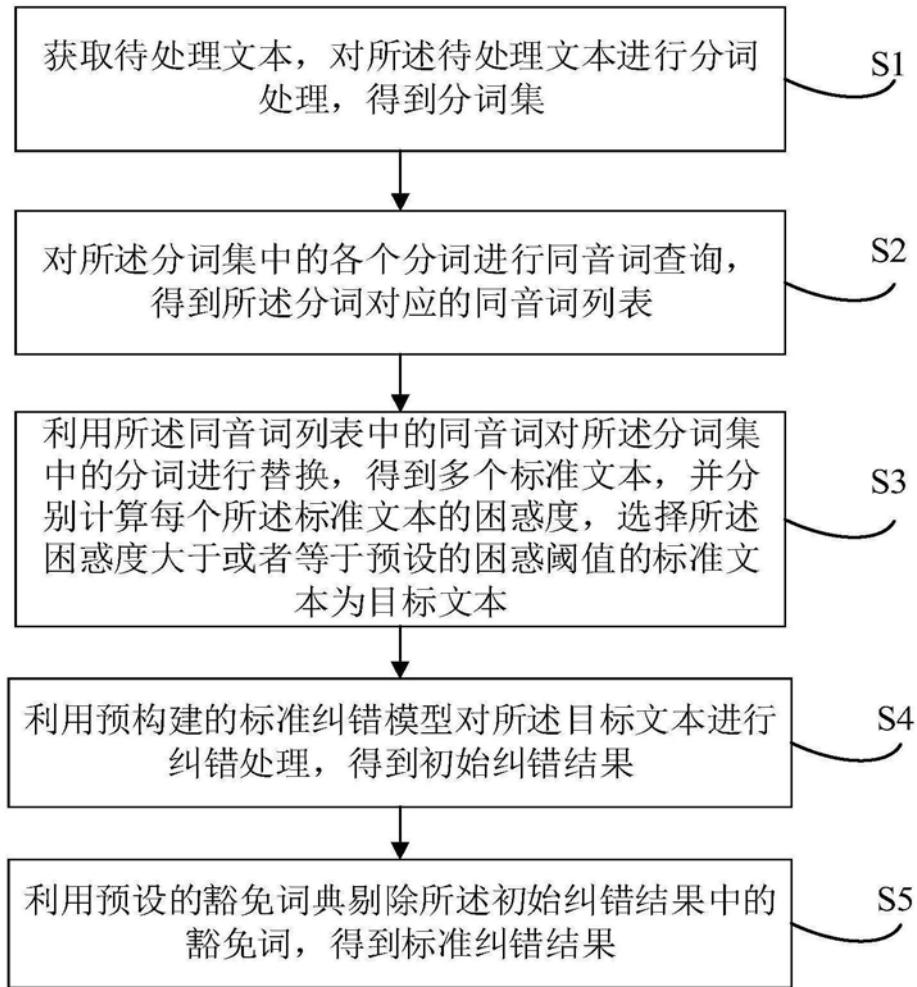 获取待处理文本，对所述待处理文本进行分词
处理，得到分词集
S1
对所述分词集中的各个分词进行同音词查询，
得到所述分词对应的同音词列表
S2
利用所述同音词列表中的同音词对所述分词集
中的分词进行替换，得到多个标准文本，并分
别计算每个所述标准文本的困惑度，选择所述
困惑度大于或者等于预设的困惑阈值的标准文
本为目标文本
S3
利用预构建的标准纠错模型对所述目标文本进行
纠错处理，得到初始纠错结果
S4
利用预设的豁免词典剔除所述初始纠错结果中的
豁免词，得到标准纠错结果
S5